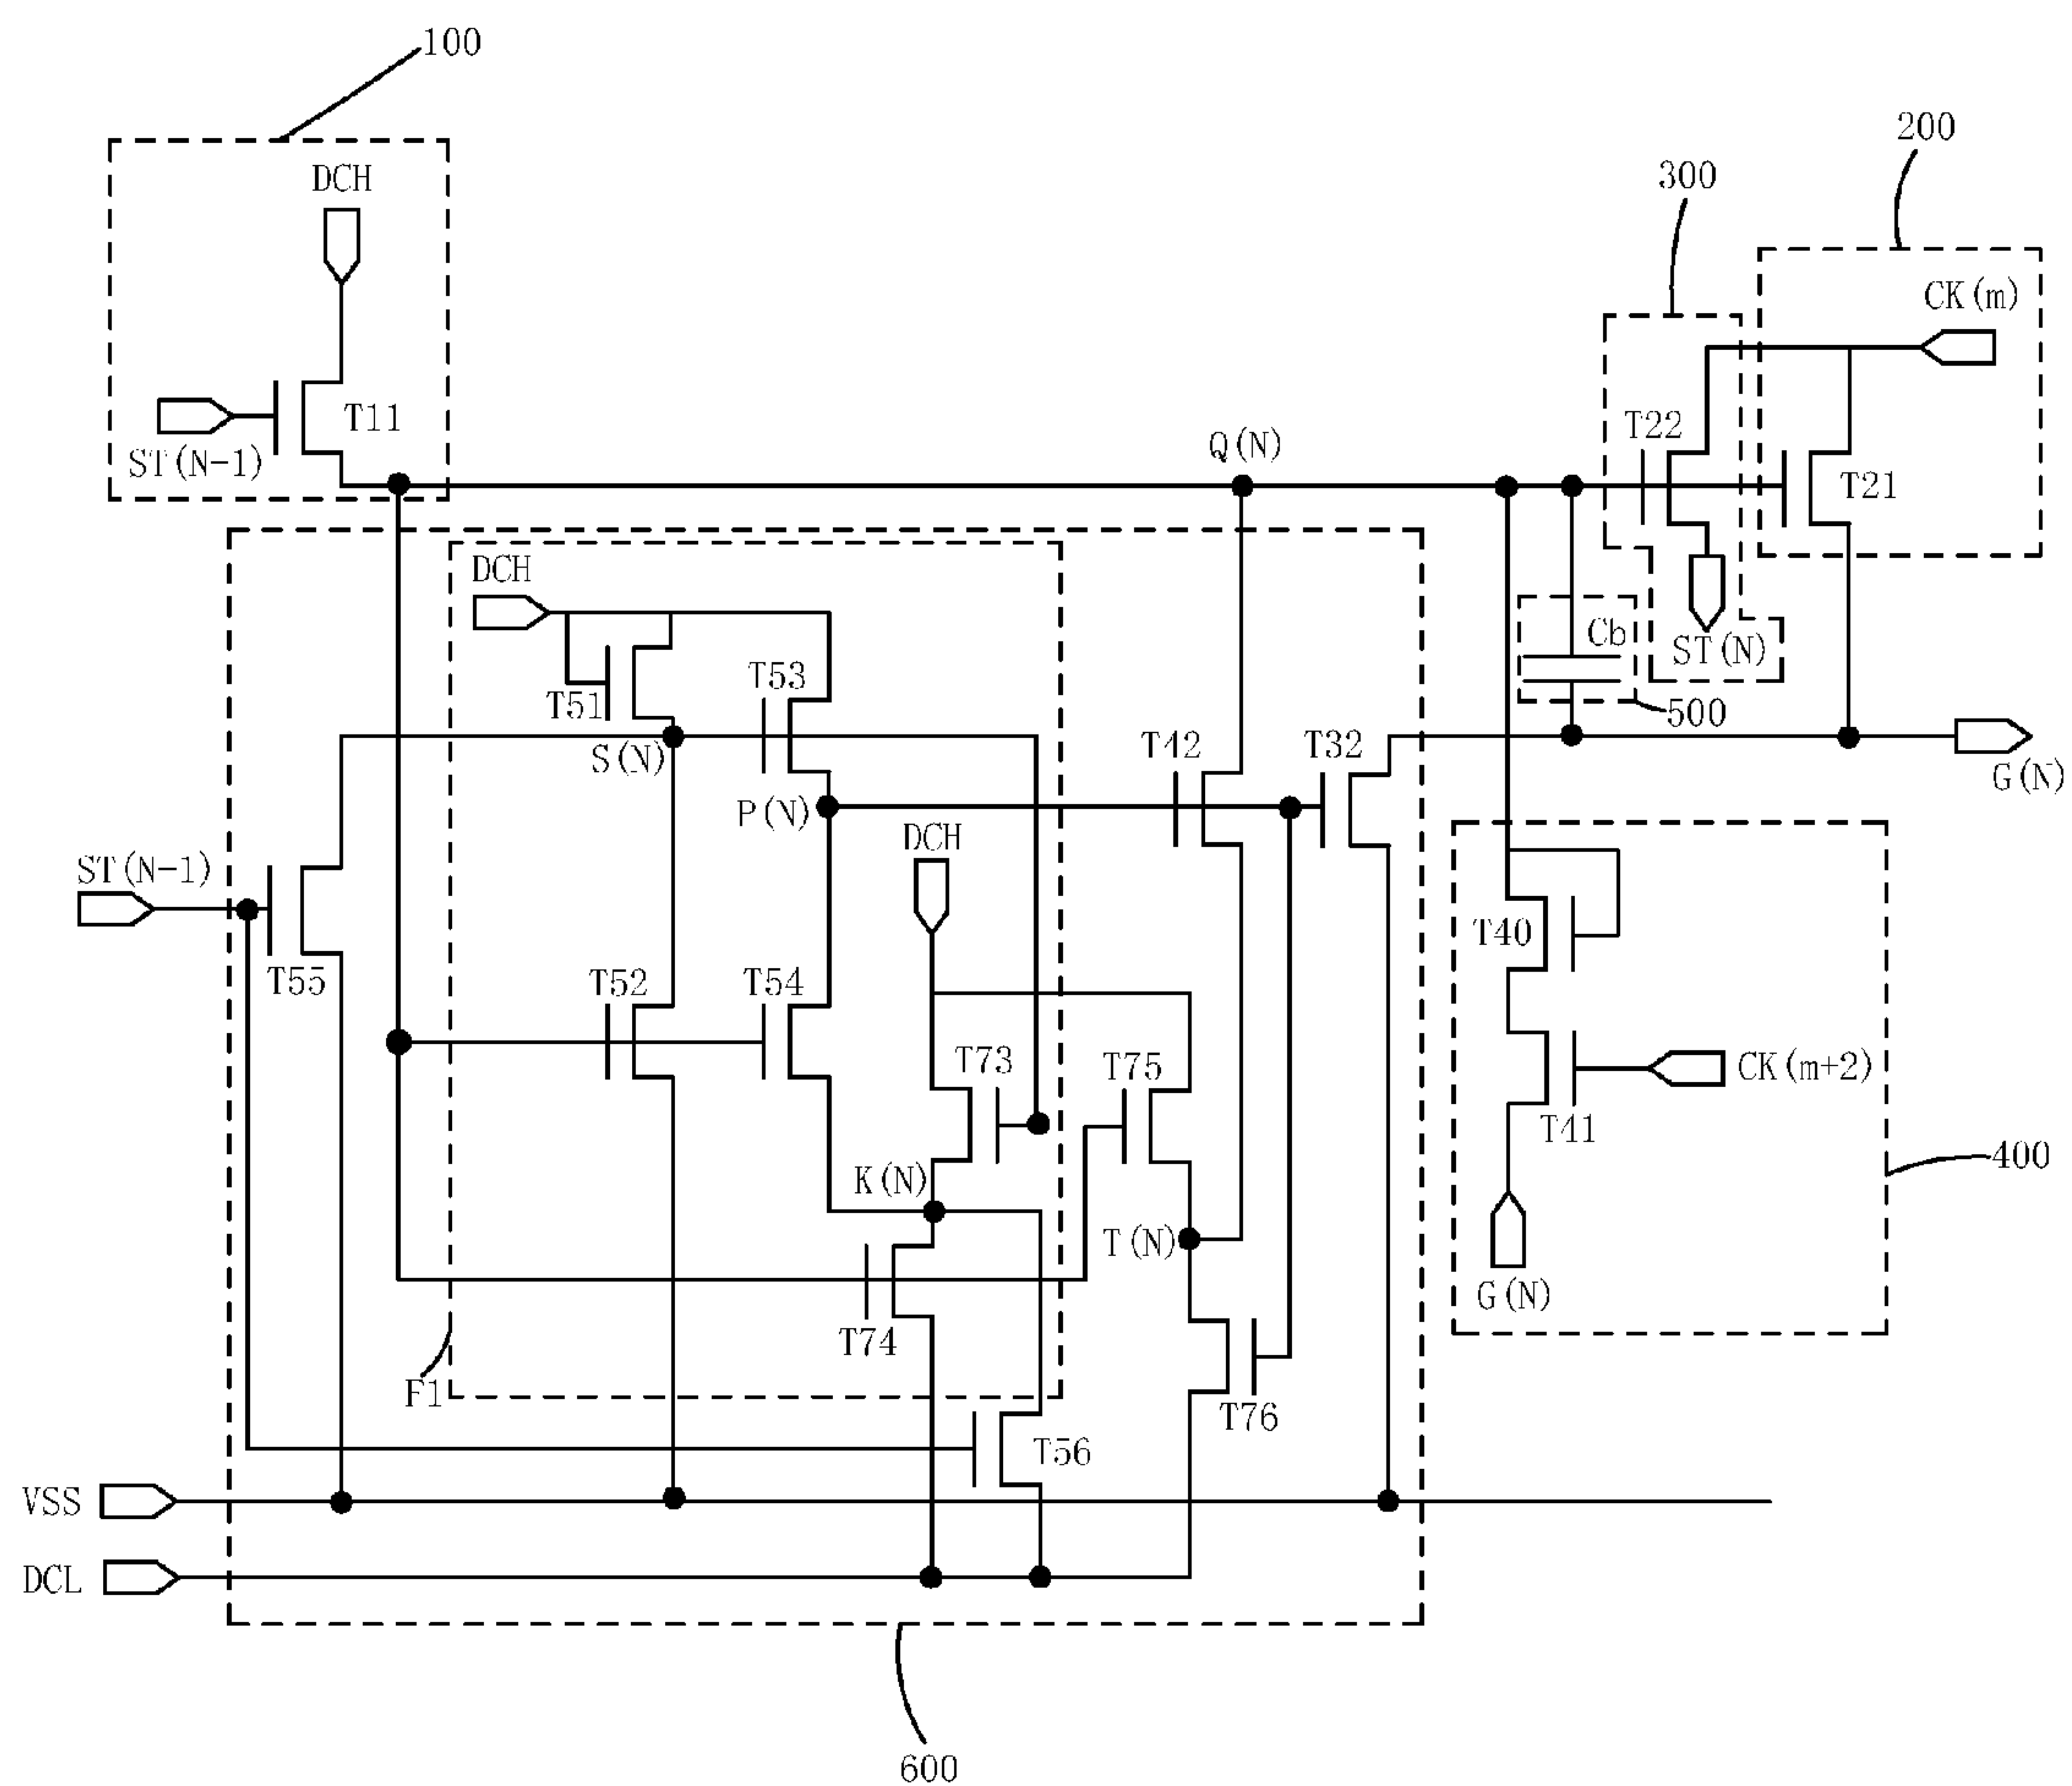 100
200
DCH
300
CK(m)
T11
T22
ST(N-1)
Q(N)
T21
DCH
Cb
T53
ST(N)
T51
500
S(N)
T42
T32
G(N)
P(N)
DCH
ST(N-1)
T40
T55
T52
T54
T73
T75
CK(m+2)
T41
400
K(N)
T(N)
G(N)
T74
F1
T76
T56
VSS
DCL
600